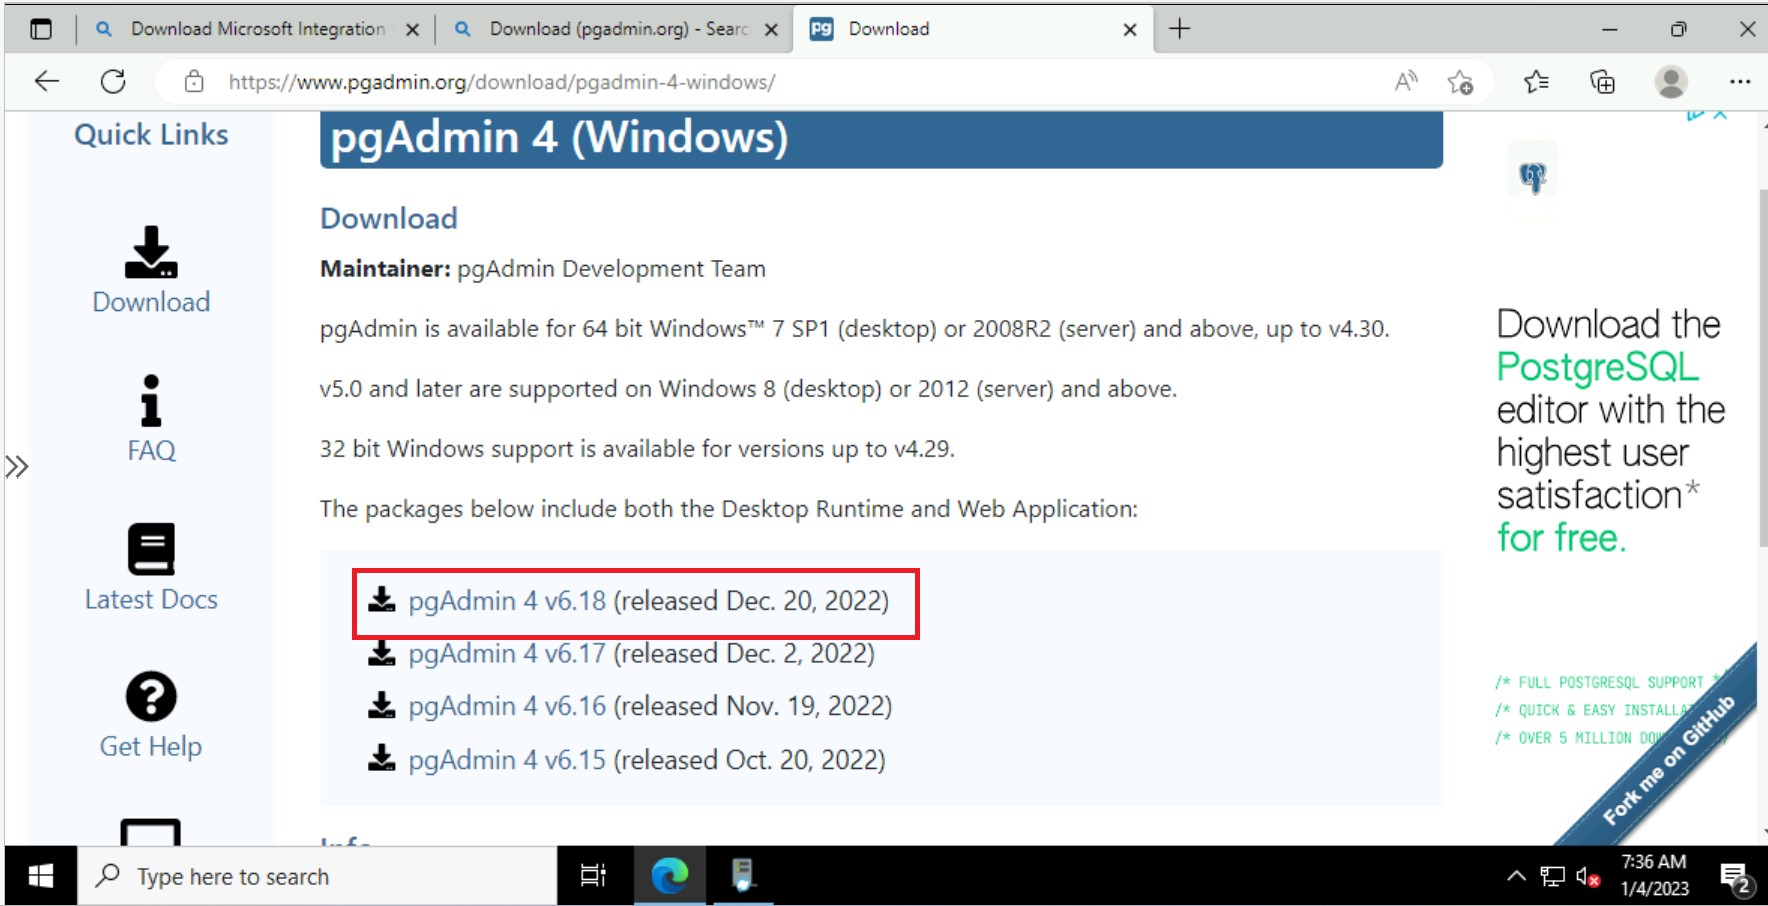 Download Microsoft Integration
Download (pgadmin.org) - Searc
Download
https://www.pgadmin.org/download/pgadmin-4-windows/
Quick Links
Download
FAQ
Latest Docs
Get Help
pgAdmin 4 (Windows)
Download
Maintainer: pgAdmin Development Team
pgAdmin is available for 64 bit Windows™ 7 SP1 (desktop) or 2008R2 (server) and above, up to v4.30.
v5.0 and later are supported on Windows 8 (desktop) or 2012 (server) and above.
32 bit Windows support is available for versions up to v4.29.
The packages below include both the Desktop Runtime and Web Application:
pgAdmin 4 v6.18 (released Dec. 20, 2022)
pgAdmin 4 v6.17 (released Dec. 2, 2022)
pgAdmin 4 v6.16 (released Nov. 19, 2022)
pgAdmin 4 v6.15 (released Oct. 20, 2022)
Info
Download the
PostgreSQL
editor with the
highest user
satisfaction*
for free.
/* FULL POSTGRESQL SUPPORT *
/* QUICK & EASY INSTALLA
/* OVER 5 MILLION DO
Fork me on GitHub
Type here to search
7:36 AM
1/4/2023
2